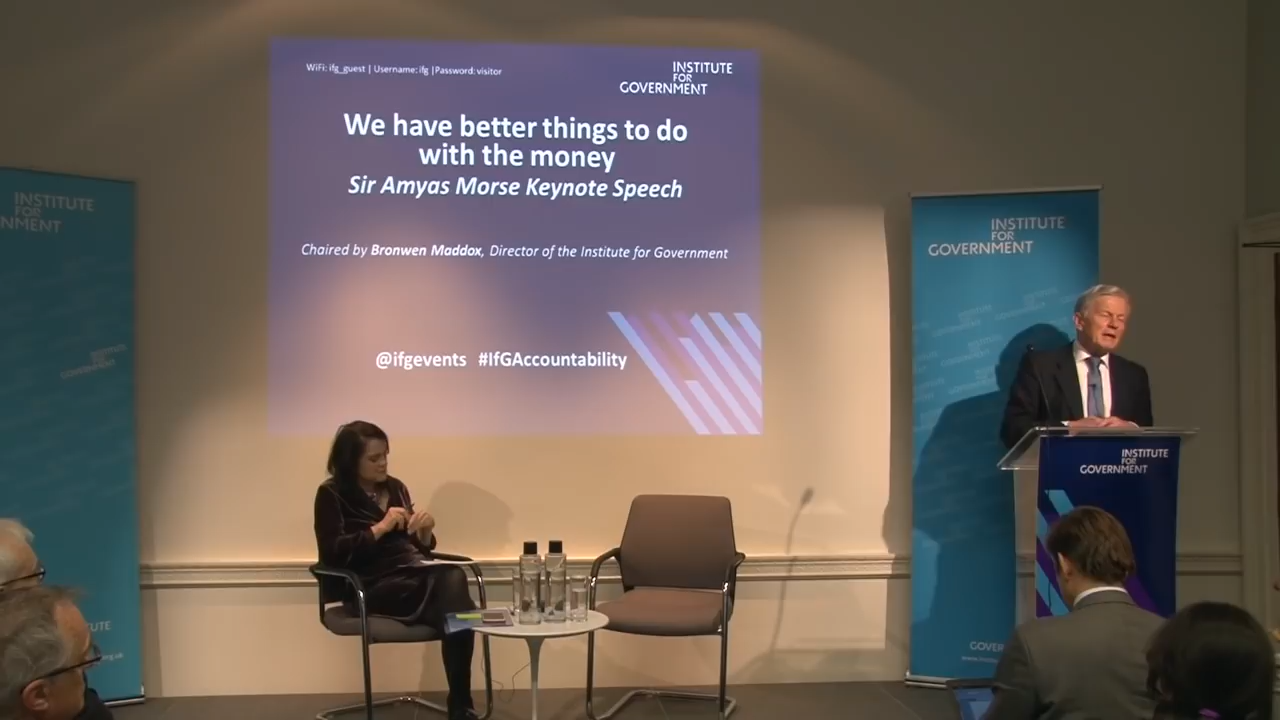 WiFi: ifg_guest | Username: ifg |Password: visitor
INSTITUTE
FOR
GOVERNMENT
We have better things to do
with the money
Sir Amyas Morse Keynote Speech
Chaired by Bronwen Maddox, Director of the Institute for Government
@ifgevents #IfGAccountability
INSTITUTE
FOR
NMENT
INSTITUTE
FOR
GOVERNMENT
INSTITUTE
FOR
GOVERNMENT